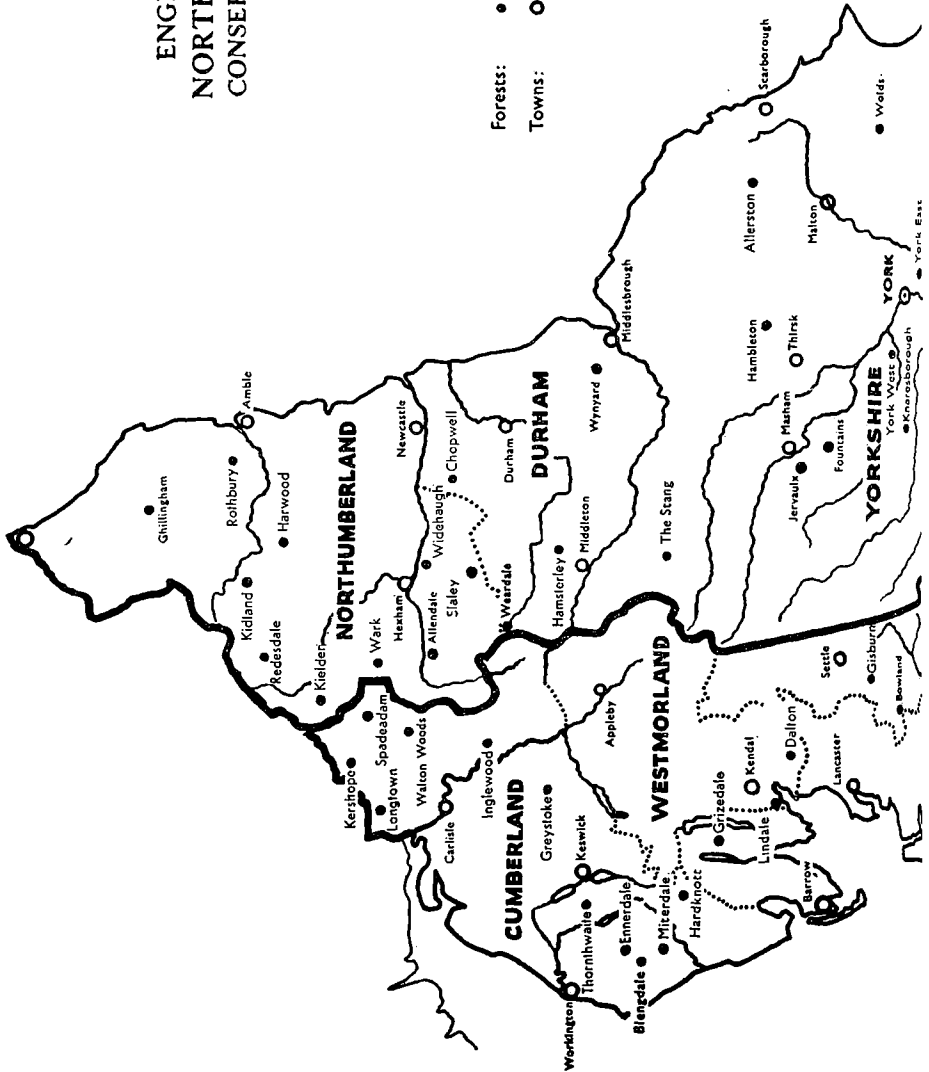 ENG
NORTH
CONSER
Forests:
Towns:
Ghillingham
Amble
Rothbury
Harwood
Kidland
Redesdale
NORTHUMBERLAND
Kielder
Wark
Hexham
Newcastle
Widehaugh
Chopwell
Allendale
Slaley
Durham
DURHAM
Weardale
Hamsterley
Middleton
Wynyard
Middlesbrough
The Stang
Kershope
Spadeadam
Longtown
Walton Woods
Carlisle
Inglewood
CUMBERLAND
Greystoke
Keswick
Appleby
WESTMORLAND
Workington
Thornthwaite
Ennerdale
Blengdale
Miterdale
Hardknott
Grizedale
Kendal
Lindale
Dalton
Barrow
Lancaster
Settle
Gisburn
Bowland
Scarborough
Allerston
Malton
Wolds
Hambleton
Thirsk
Masham
Jervaulx
Fountains
YORKSHIRE
York West
Knaresborough
YORK
York East